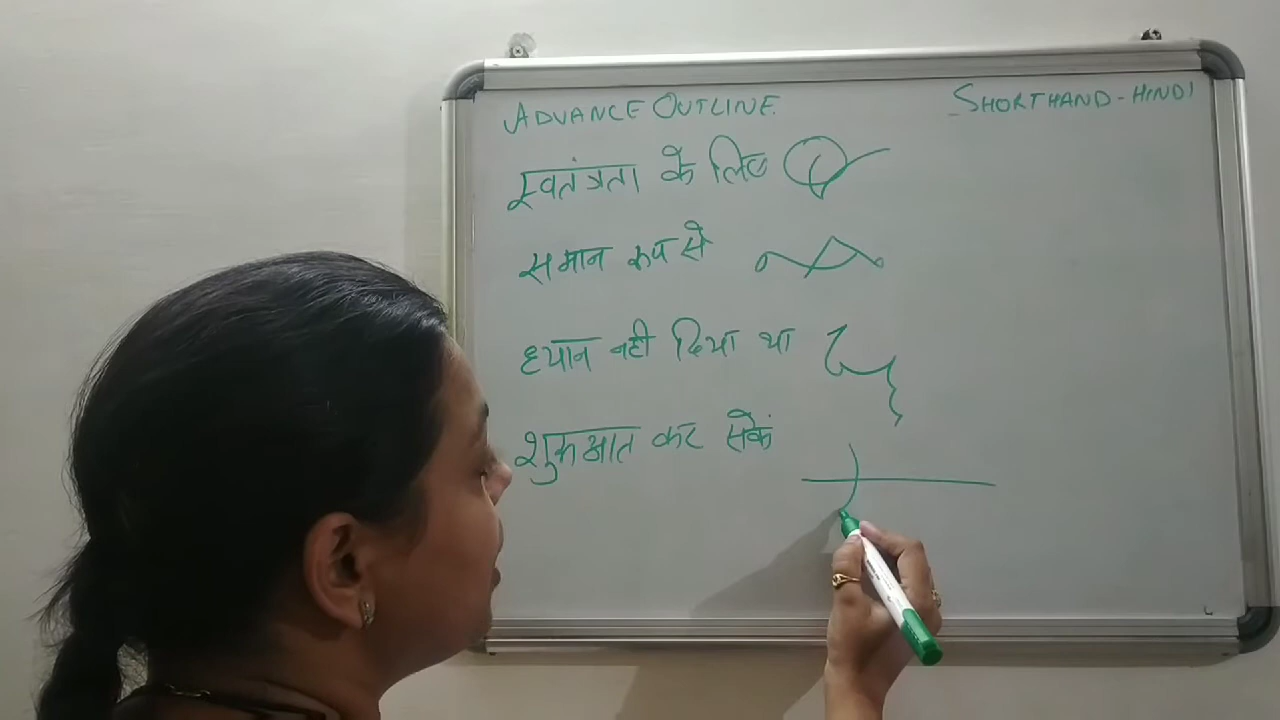 ADVANCE OUTLINE. SHORTHAND-HINDI
स्वतंत्रता के लिए
समान रूप से
ध्यान नही दिया था
शुरूआत कर सकें